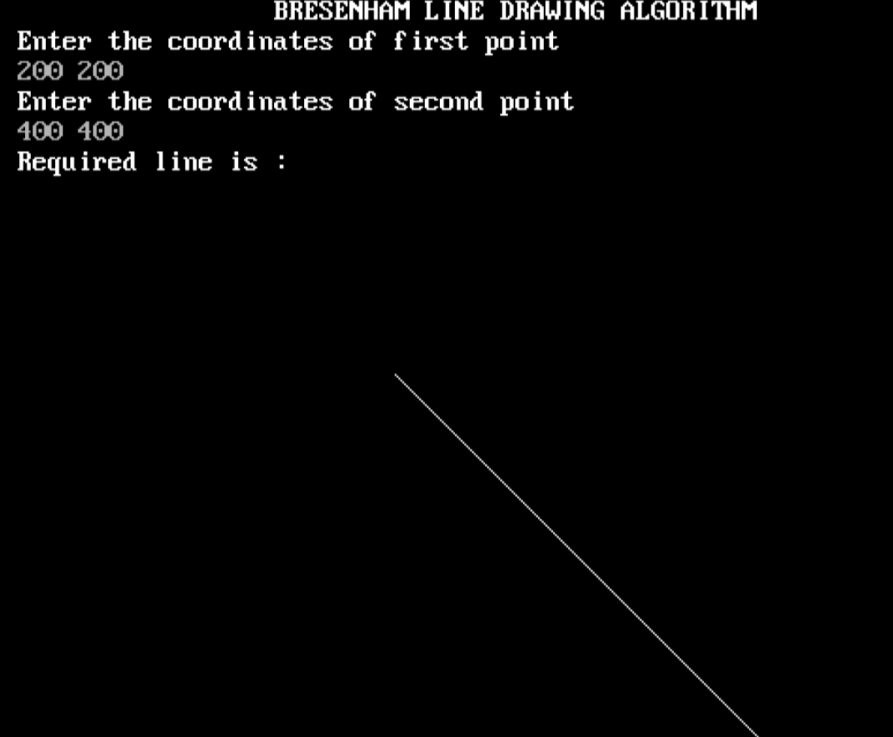 BRESENHAM LINE DRAWING ALGORITHM
Enter the coordinates of first point
200 200
Enter the coordinates of second point
400 400
Required line is :